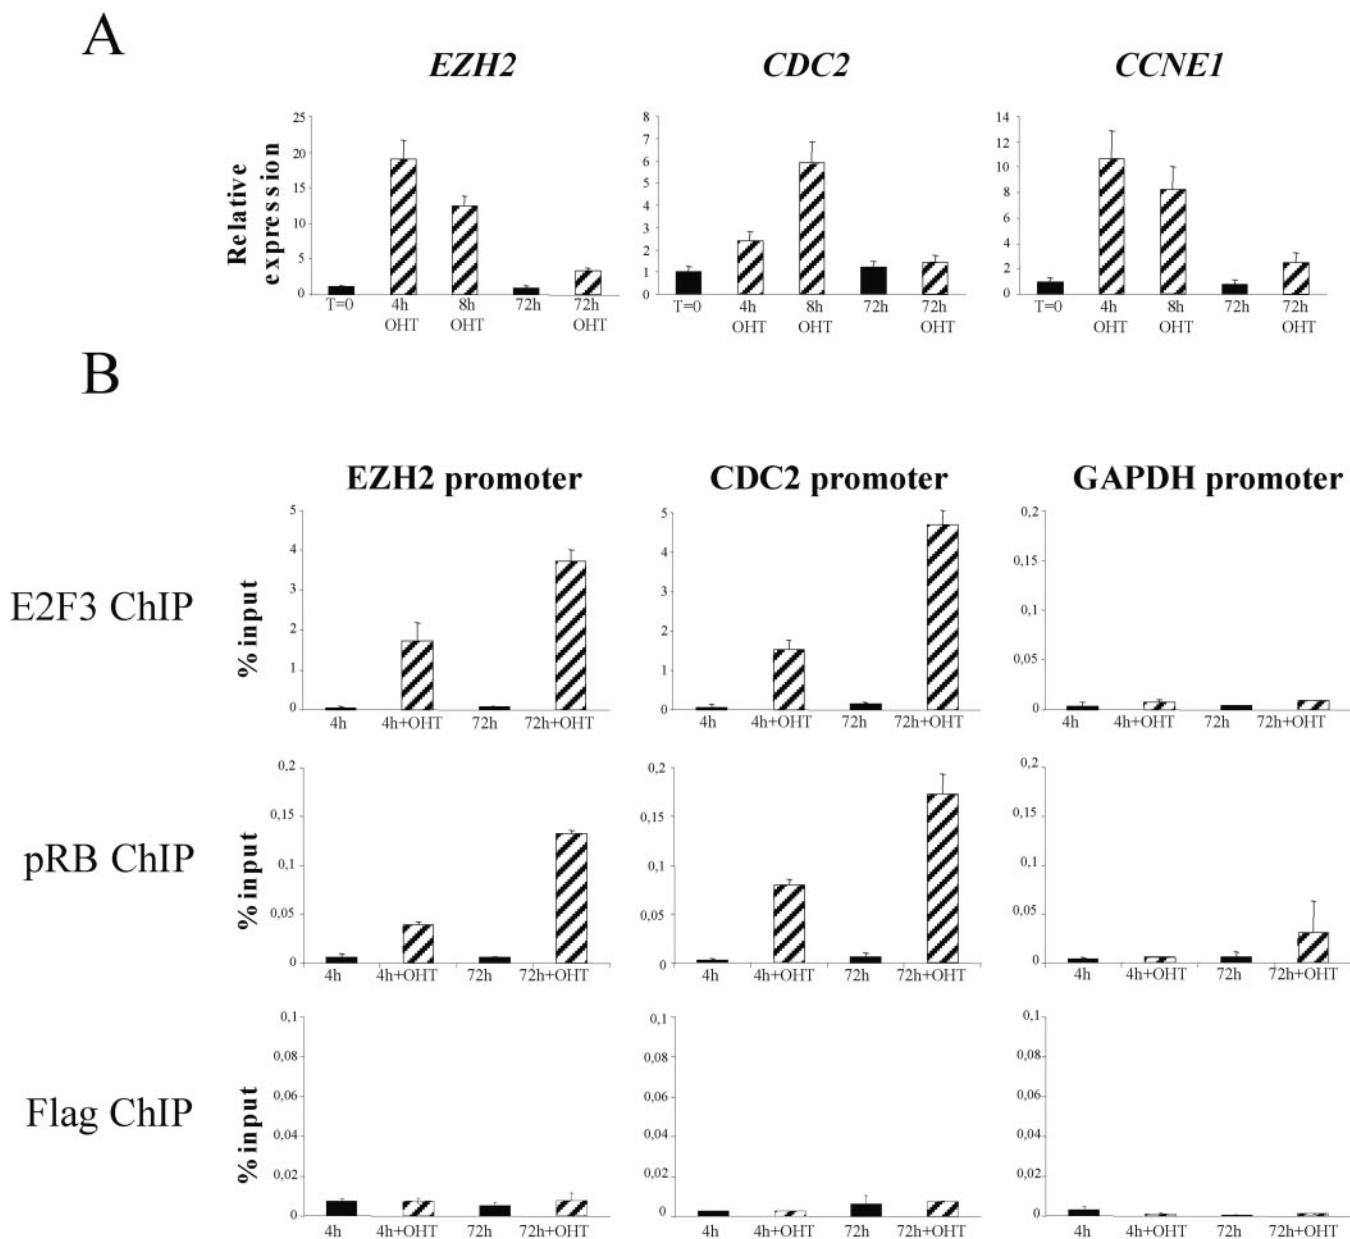 A
EZH2
CDC2
CCNE1
Relative
expression
25
20
15
10
5
0
T=0
4h
OHT
8h
OHT
72h
72h
OHT
8
7
6
5
4
3
2
1
0
T=0
4h
OHT
8h
OHT
72h
72h
OHT
14
12
10
8
6
4
2
0
T=0
4h
OHT
8h
OHT
72h
72h
OHT
B
EZH2 promoter
CDC2 promoter
GAPDH promoter
E2F3 ChIP
% input
5
4
3
2
1
0
4h 4h+OHT 72h 72h+OHT
5
4
3
2
1
0
4h 4h+OHT 72h 72h+OHT
0,2
0,15
0,1
0,05
0
4h 4h+OHT 72h 72h+OHT
pRB ChIP
% input
0,2
0,15
0,1
0,05
0
4h 4h+OHT 72h 72h+OHT
0,2
0,15
0,1
0,05
0
4h 4h+OHT 72h 72h+OHT
0,2
0,15
0,1
0,05
0
4h 4h+OHT 72h 72h+OHT
Flag ChIP
% input
0,1
0,08
0,06
0,04
0,02
0
4h 4h+OHT 72h 72h+OHT
0,1
0,08
0,06
0,04
0,02
0
4h 4h+OHT 72h 72h+OHT
0,1
0,08
0,06
0,04
0,02
0
4h 4h+OHT 72h 72h+OHT